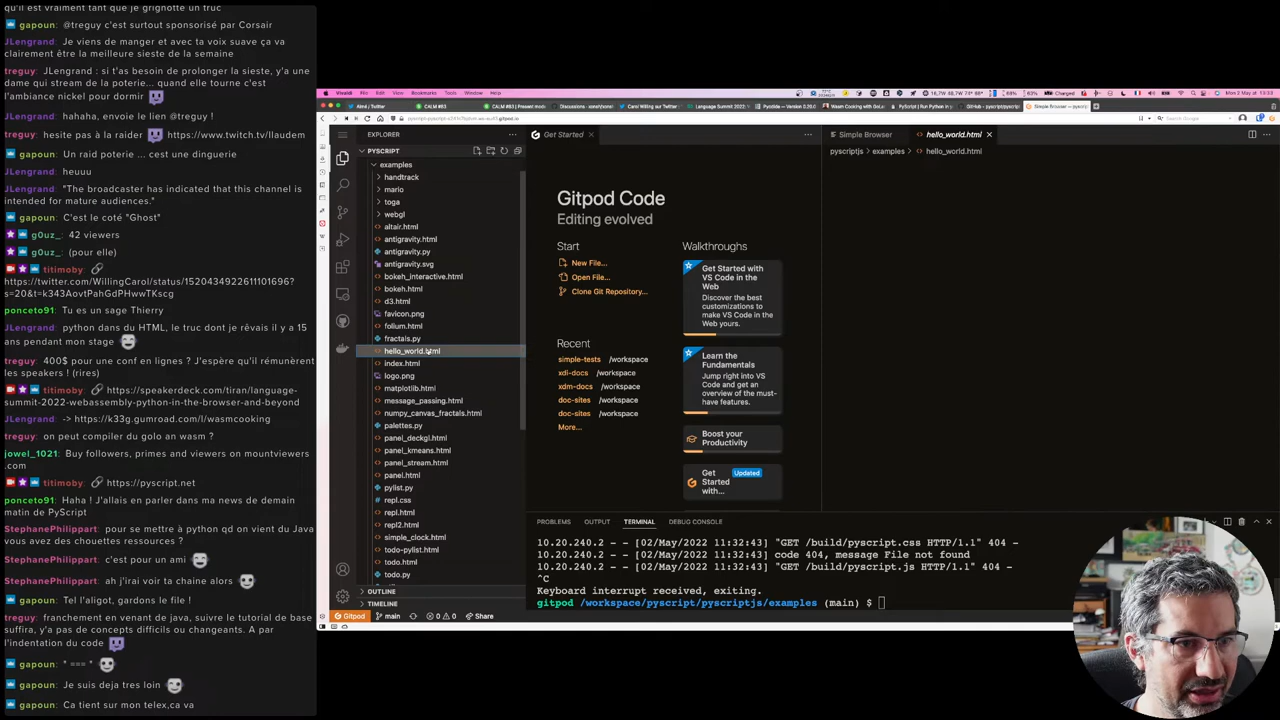 qu'il est vraiment tant que je grignotte un truc
gapoun: @treguy c'est surtout sponsorisé par Corsair
JLengrand: Je viens de manger et avec ta voix suave ça va
clairement être la meilleure sieste de la semaine
treguy: JLengrand : si t'as besoin de prolonger la sieste, y'a une
dame qui stream de la poterie... quand elle tourne c'est
l'ambiance nickel pour dormir
JLengrand: hahaha, envoie le lien @treguy !
treguy: hesite pas à la raider https://www.twitch.tv/llaudem
gapoun: Un raid poterie ... cest une dinguerie
JLengrand: heuuu
JLengrand: "The broadcaster has indicated that this channel is
intended for mature audiences."
gapoun: C'est le coté "Ghost"
g0uz_: 42 viewers
g0uz_: (pour elle)
titimoby:
https://twitter.com/WillingCarol/status/1520434922611101696?
s=20&t=k343AovtPahGdPHwwTKscg
ponceto91: Tu es un sage Thierry
JLengrand: python dans du HTML, le truc dont je rêvais il y a 15
ans pendant mon stage
treguy: 400$ pour une conf en lignes ? J'espère qu'il rémunèrent
les speakers ! (rires)
titimoby: https://speakerdeck.com/tiran/language-
summit-2022-webassembly-python-in-the-browser-and-beyond
JLengrand: -> https://k33g.gumroad.com/l/wasmcooking
treguy: on peut compiler du golo an wasm ?
jowel_1021: Buy followers, primes and viewers on mountviewers
.com
titimoby: https://pyscript.net
ponceto91: Haha ! J'allais en parler dans ma news de demain
matin de PyScript
StephanePhilippart: pour se mettre à python qd on vient du Java
vous avez des chouettes ressources ?
StephanePhilippart: c'est pour un ami
StephanePhilippart: ah j'irai voir ta chaine alors
gapoun: Tel l'aligot, gardons le file !
treguy: franchement en venant de java, suivre le tutorial de base
suffira, y'a pas de concepts difficils ou changeants. A par
l'indentation du code
gapoun: " === "
gapoun: Je suis deja tres loin
gapoun: Ca tient sur mon telex,ca va
Vivaldi File Edit View Bookmarks Tools Window Help
EXPLORER
PYSCRIPT
examples
handtrack
mario
toga
webgl
altair.html
antigravity.html
antigravity.py
antigravity.svg
bokeh_interactive.html
bokeh.html
d3.html
favicon.png
folium.html
fractals.py
hello_world.html
index.html
logo.png
matplotlib.html
message_passing.html
numpy_canvas_fractals.html
palettes.py
panel_deckgl.html
panel_kmeans.html
panel_stream.html
panel.html
pylist.py
repl.css
repl.html
repl2.html
simple_clock.html
todo-pylist.html
todo.html
todo.py
OUTLINE
TIMELINE
Gitpod main 0 0 Share
Get Started
Gitpod Code
Editing evolved
Start
New File...
Open File...
Clone Git Repository...
Recent
simple-tests /workspace
xdi-docs /workspace
xdm-docs /workspace
doc-sites /workspace
doc-sites /workspace
More...
Walkthroughs
Get Started with
VS Code in the
Web
Discover the best
customizations to
make VS Code in the
Web yours.
Learn the
Fundamentals
Jump right into VS
Code and get an
overview of the must-
have features.
Boost your
Productivity
Get Updated
Started
with...
Simple Browser hello_world.html
pyscriptjs examples hello_world.html
PROBLEMS OUTPUT TERMINAL DEBUG CONSOLE
10.20.240.2 - - [02/May/2022 11:32:43] "GET /build/pyscript.css HTTP/1.1" 404 -
10.20.240.2 - - [02/May/2022 11:32:43] code 404, message File not found
10.20.240.2 - - [02/May/2022 11:32:43] "GET /build/pyscript.js HTTP/1.1" 404 -
^C
Keyboard interrupt received, exiting.
gitpod /workspace/pyscript/pyscriptjs/examples (main) $